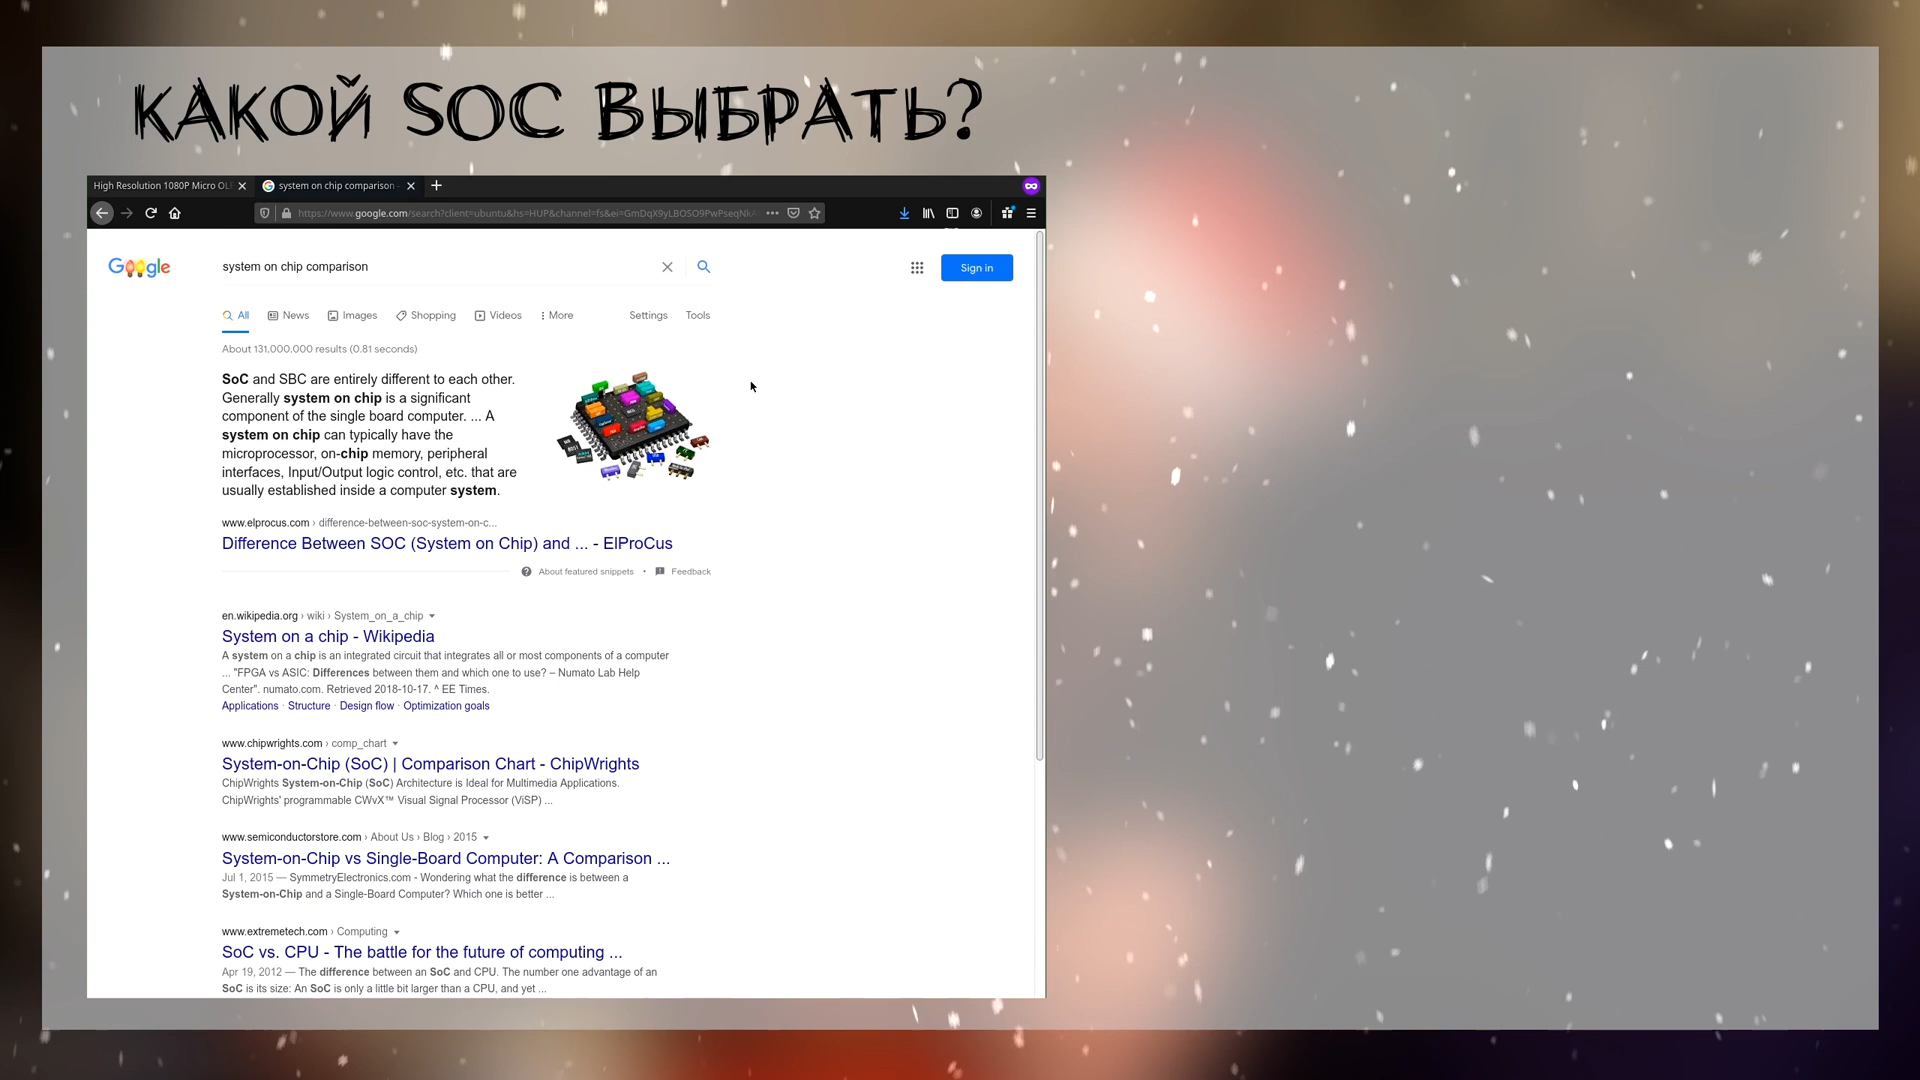 КАКОЙ SOC ВЫБРАТЬ?
High Resolution 1080P Micro OL
system on chip comparison -
https://www.google.com/search?client=ubuntu&hs=HUP&channel=fs&ei=GmDqX9yLBOSO9PwPseqNkA
Google
system on chip comparison
Sign in
All News Images Shopping Videos More Settings Tools
About 131,000,000 results (0.81 seconds)
SoC and SBC are entirely different to each other.
Generally system on chip is a significant
component of the single board computer. ... A
system on chip can typically have the
microprocessor, on-chip memory, peripheral
interfaces, Input/Output logic control, etc. that are
usually established inside a computer system.
www.elprocus.com › difference-between-soc-system-on-c...
Difference Between SOC (System on Chip) and ... - ElProCus
About featured snippets • Feedback
en.wikipedia.org › wiki › System_on_a_chip
System on a chip - Wikipedia
A system on a chip is an integrated circuit that integrates all or most components of a computer
... "FPGA vs ASIC: Differences between them and which one to use? – Numato Lab Help
Center". numato.com. Retrieved 2018-10-17. ^ EE Times.
Applications · Structure · Design flow · Optimization goals
www.chipwrights.com › comp_chart
System-on-Chip (SoC) | Comparison Chart - ChipWrights
ChipWrights System-on-Chip (SoC) Architecture is Ideal for Multimedia Applications.
ChipWrights' programmable CWvX™ Visual Signal Processor (ViSP) ...
www.semiconductorstore.com › About Us › Blog › 2015
System-on-Chip vs Single-Board Computer: A Comparison ...
Jul 1, 2015 — SymmetryElectronics.com - Wondering what the difference is between a
System-on-Chip and a Single-Board Computer? Which one is better ...
www.extremetech.com › Computing
SoC vs. CPU - The battle for the future of computing ...
Apr 19, 2012 — The difference between an SoC and CPU. The number one advantage of an
SoC is its size: An SoC is only a little bit larger than a CPU, and yet ...